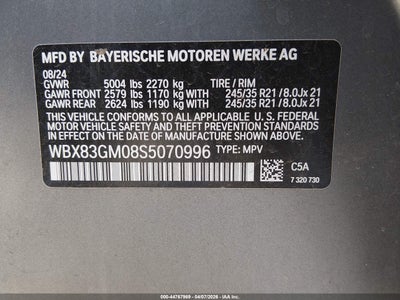 MFD BY BAYERISCHE MOTOREN WERKE AG
08/24
GVWR 5004 lbs 2270 kg TIRE / RIM
GAWR FRONT 2579 lbs 1170 kg WITH 245/35 R21 / 8.0Jx 21
GAWR REAR 2624 lbs 1190 kg WITH 245/35 R21 / 8.0Jx 21
THIS VEHICLE CONFORMS TO ALL APPLICABLE U. S. FEDERAL
MOTOR VEHICLE SAFETY, BUMPER, AND THEFT PREVENTION
STANDARDS IN EFFECT ON THE DATE OF MANUFACTURE
SHOWN ABOVE.
WBX83GM08S5070996 TYPE: MPV
C5A
7 320 730
000-44767969 - 04/07/2026 - IAA, Inc.